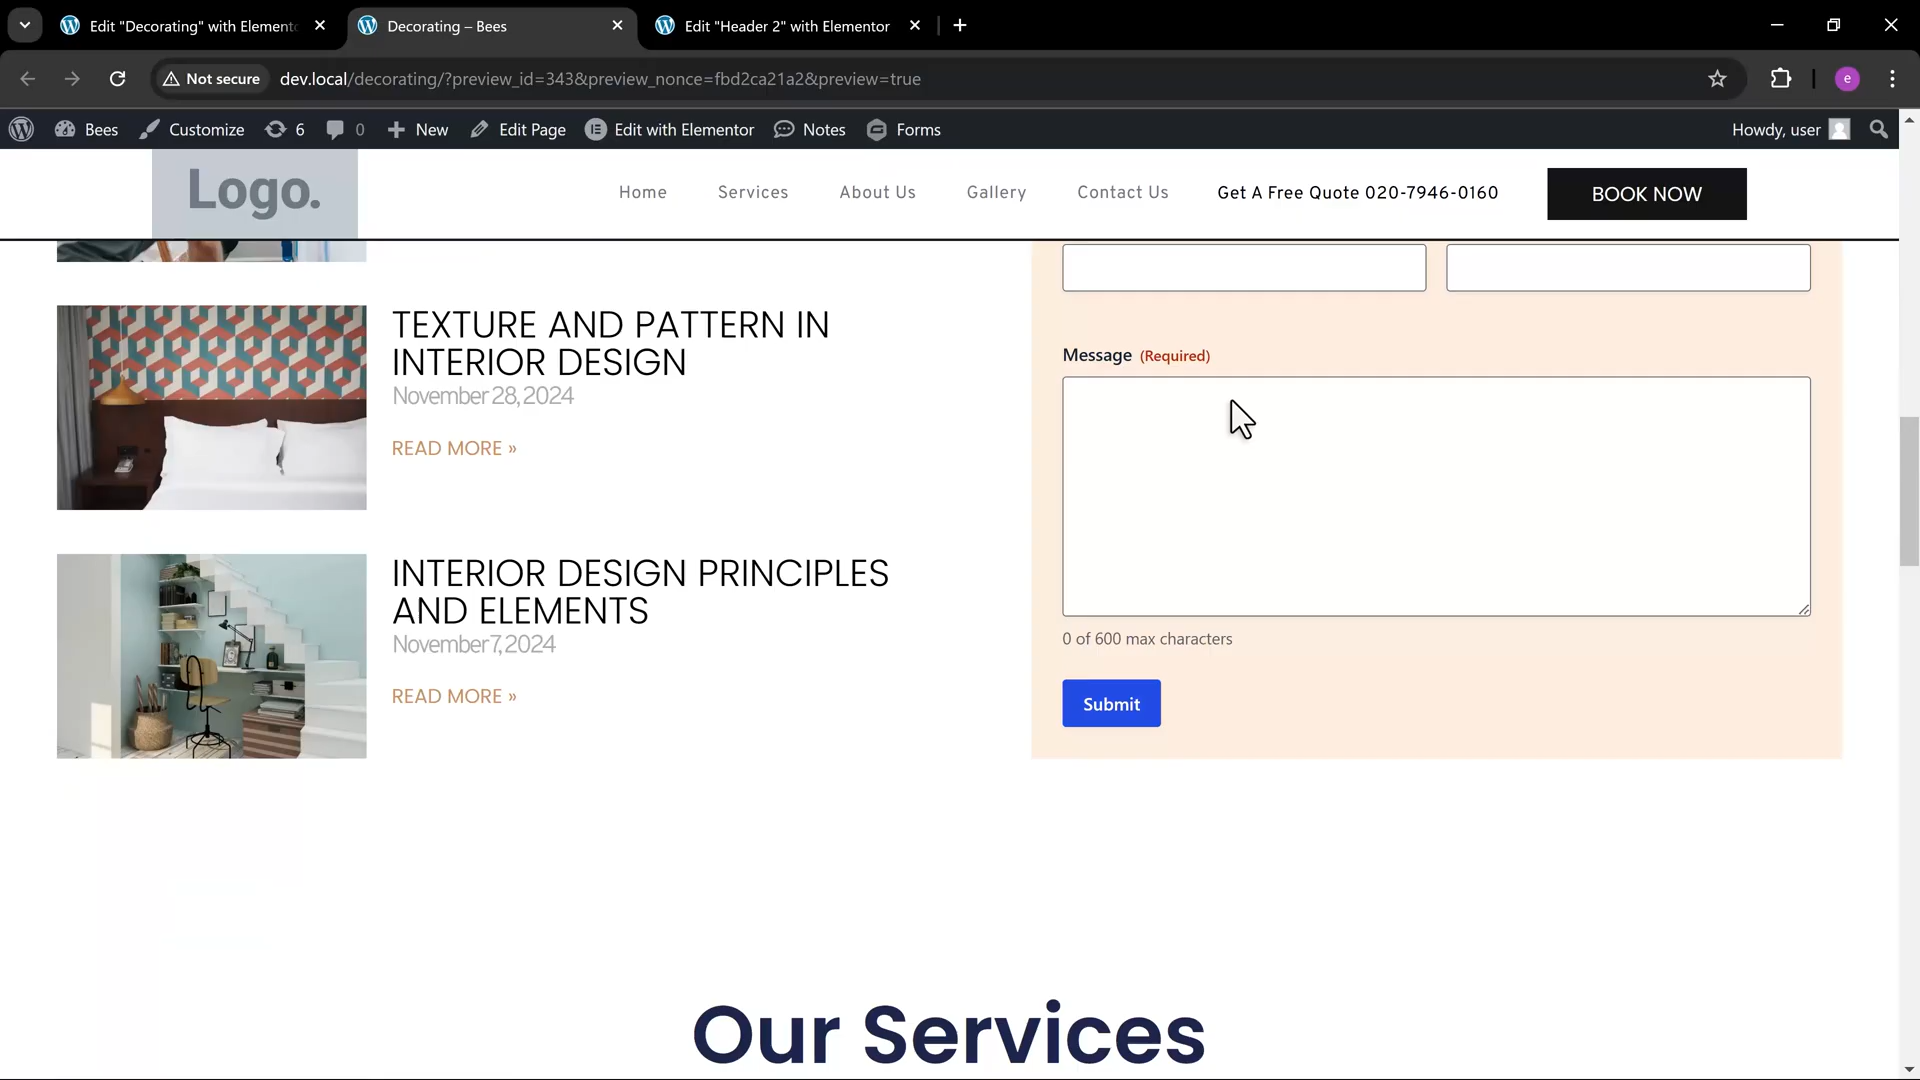 Edit "Decorating" with Elemento
Decorating – Bees
Edit "Header 2" with Elementor
Not secure
dev.local/decorating/?preview_id=343&preview_nonce=fbd2ca21a2&preview=true
e
Bees
Customize
6
0
New
Edit Page
Edit with Elementor
Notes
Forms
Howdy, user
Logo.
Home
Services
About Us
Gallery
Contact Us
Get A Free Quote 020-7946-0160
BOOK NOW
TEXTURE AND PATTERN IN
INTERIOR DESIGN
November 28, 2024
READ MORE »
INTERIOR DESIGN PRINCIPLES
AND ELEMENTS
November 7, 2024
READ MORE »
Message (Required)
0 of 600 max characters
Submit
Our Services